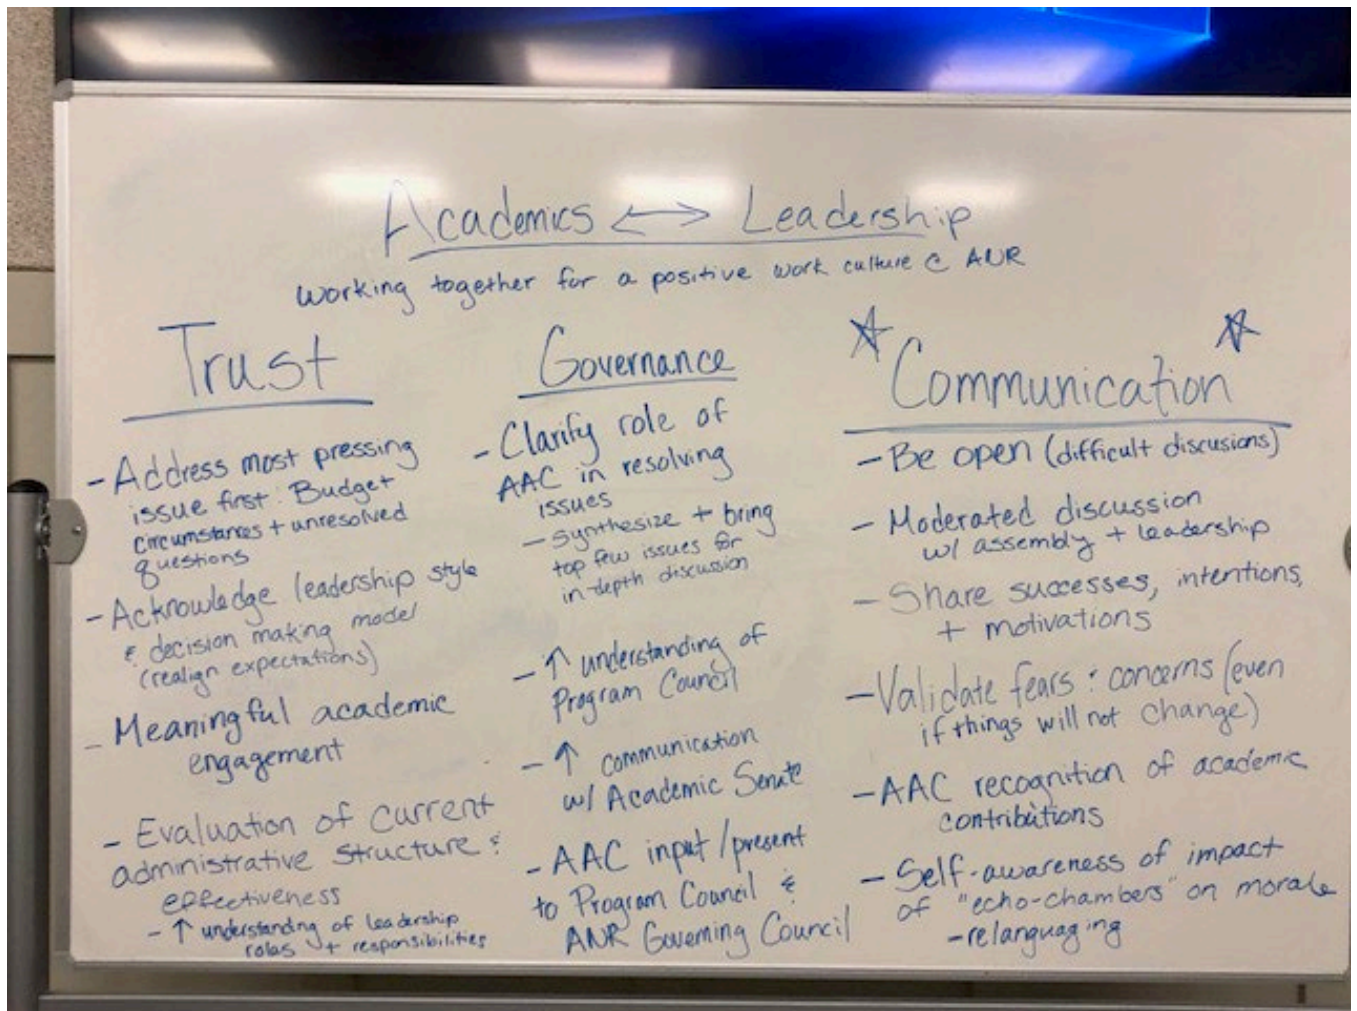 Academics ↔ Leadership
Working together for a positive work culture @ ANR
Trust
- Address most pressing
issue first: Budget
circumstances + unresolved
questions
- Acknowledge leadership style
& decision making model
(realign expectations)
- Meaningful academic
engagement
- Evaluation of current
administrative structure &
effectiveness
- ↑ understanding of leadership
roles + responsibilities
Governance
- Clarify role of
AAC in resolving
issues
- Synthesize + bring
top few issues for
in-depth discussion
- ↑ understanding of
Program Council
- ↑ communication
w/ Academic Senate
- AAC input/present
to Program Council &
ANR Governing Council
☆ ☆
Communication
- Be open (difficult discusions)
- Moderated discussion
w/ assembly + leadership
- Share successes, intentions,
+ motivations
- Validate fears & concerns (even
if things will not change)
- AAC recognition of academic
contributions
- Self-awareness of impact
of "echo-chambers" on morale
- relanguaging